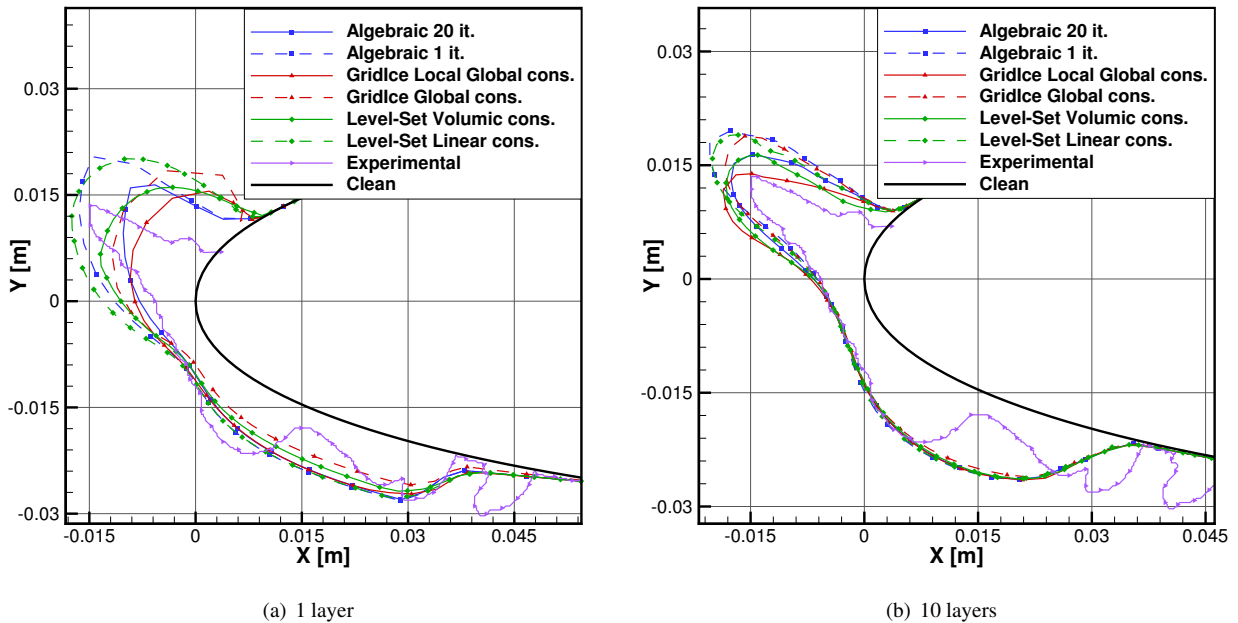 Algebraic 20 it.
Algebraic 1 it.
GridIce Local Global cons.
GridIce Global cons.
Level-Set Volumic cons.
Level-Set Linear cons.
Experimental
Clean
Y [m]
0.03
0.015
0
-0.015
-0.03
-0.015
0
0.015
0.03
0.045
X [m]
(a) 1 layer
Algebraic 20 it.
Algebraic 1 it.
GridIce Local Global cons.
GridIce Global cons.
Level-Set Volumic cons.
Level-Set Linear cons.
Experimental
Clean
Y [m]
0.03
0.015
0
-0.015
-0.03
-0.015
0
0.015
0.03
0.045
X [m]
(b) 10 layers